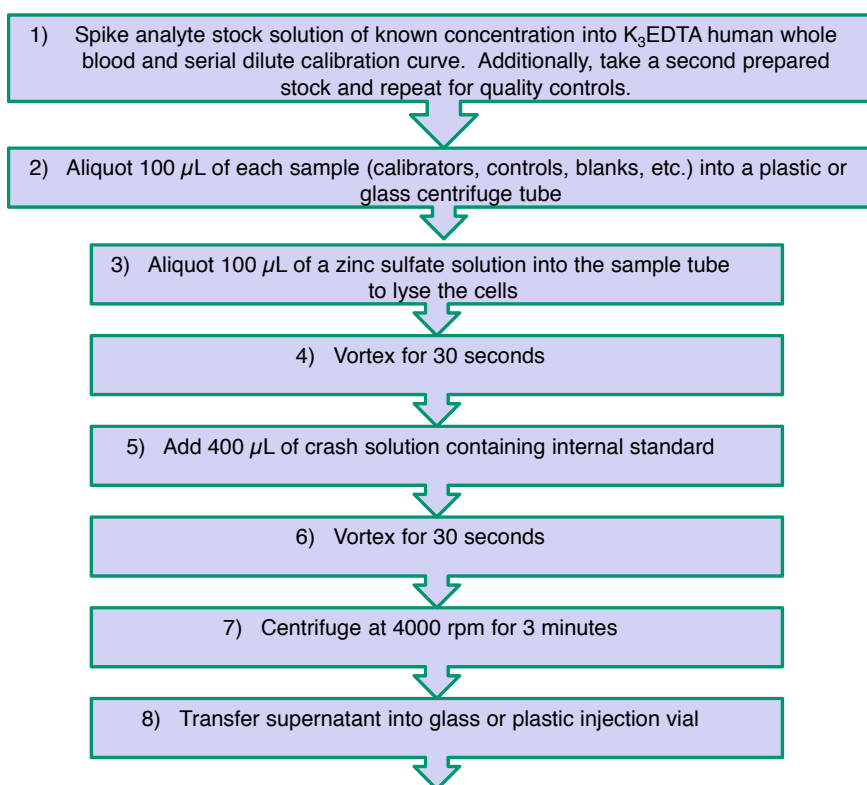 1) Spike analyte stock solution of known concentration into K₃EDTA human whole
blood and serial dilute calibration curve. Additionally, take a second prepared
stock and repeat for quality controls.
2) Aliquot 100 µL of each sample (calibrators, controls, blanks, etc.) into a plastic or
glass centrifuge tube
3) Aliquot 100 µL of a zinc sulfate solution into the sample tube
to lyse the cells
4) Vortex for 30 seconds
5) Add 400 µL of crash solution containing internal standard
6) Vortex for 30 seconds
7) Centrifuge at 4000 rpm for 3 minutes
8) Transfer supernatant into glass or plastic injection vial